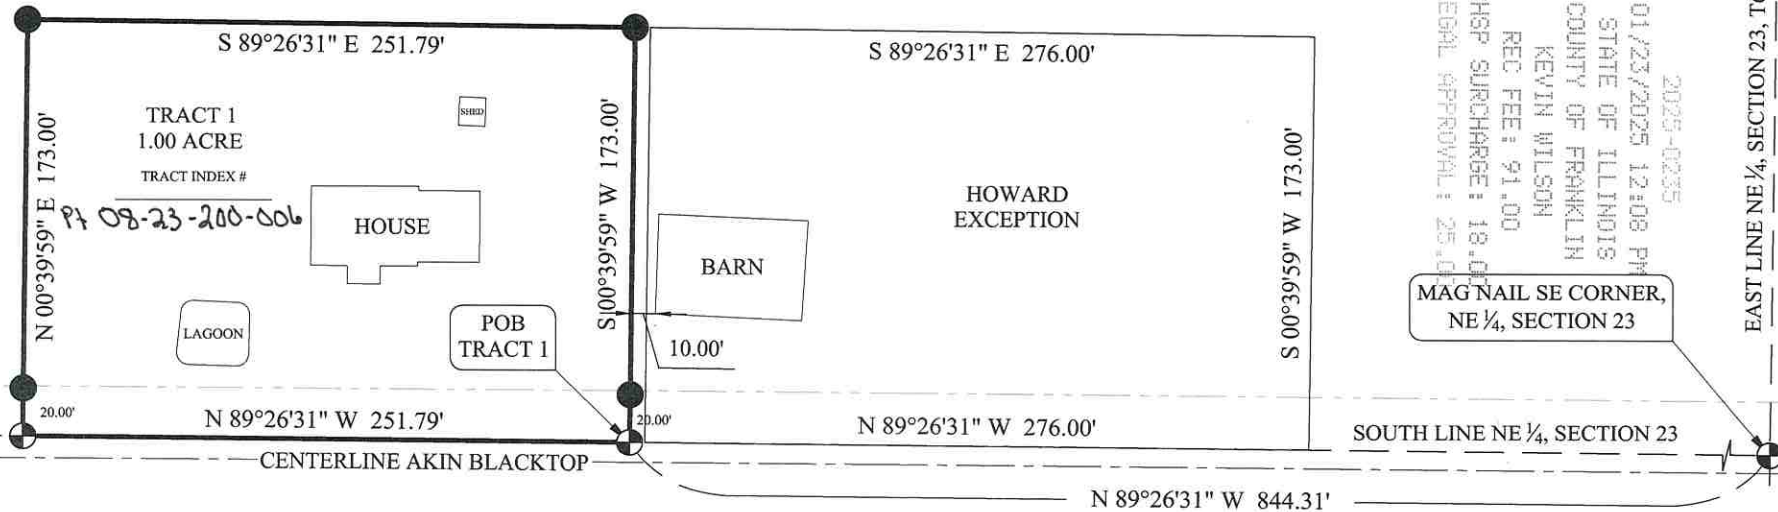 S 89°26'31" E 251.79'
S 89°26'31" E 276.00'
TRACT 1
1.00 ACRE
TRACT INDEX #
Pt 08-23-200-006
SHED
HOUSE
LAGOON
N 00°39'59" E 173.00'
S 00°39'59" W 173.00'
POB
TRACT 1
BARN
10.00'
HOWARD
EXCEPTION
S 00°39'59" W 173.00'
2025-0235
01/23/2025 12:08 PM
STATE OF ILLINOIS
COUNTY OF FRANKLIN
KEVIN WILSON
REC FEE: 91.00
SURCHARGE: 18.0
APPROVAL: 25.0
MAG NAIL SE CORNER,
NE ¼, SECTION 23
EAST LINE NE ¼, SECTION 23,
20.00'
N 89°26'31" W 251.79'
20.00'
N 89°26'31" W 276.00'
SOUTH LINE NE ¼, SECTION 23
CENTERLINE AKIN BLACKTOP
N 89°26'31" W 844.31'